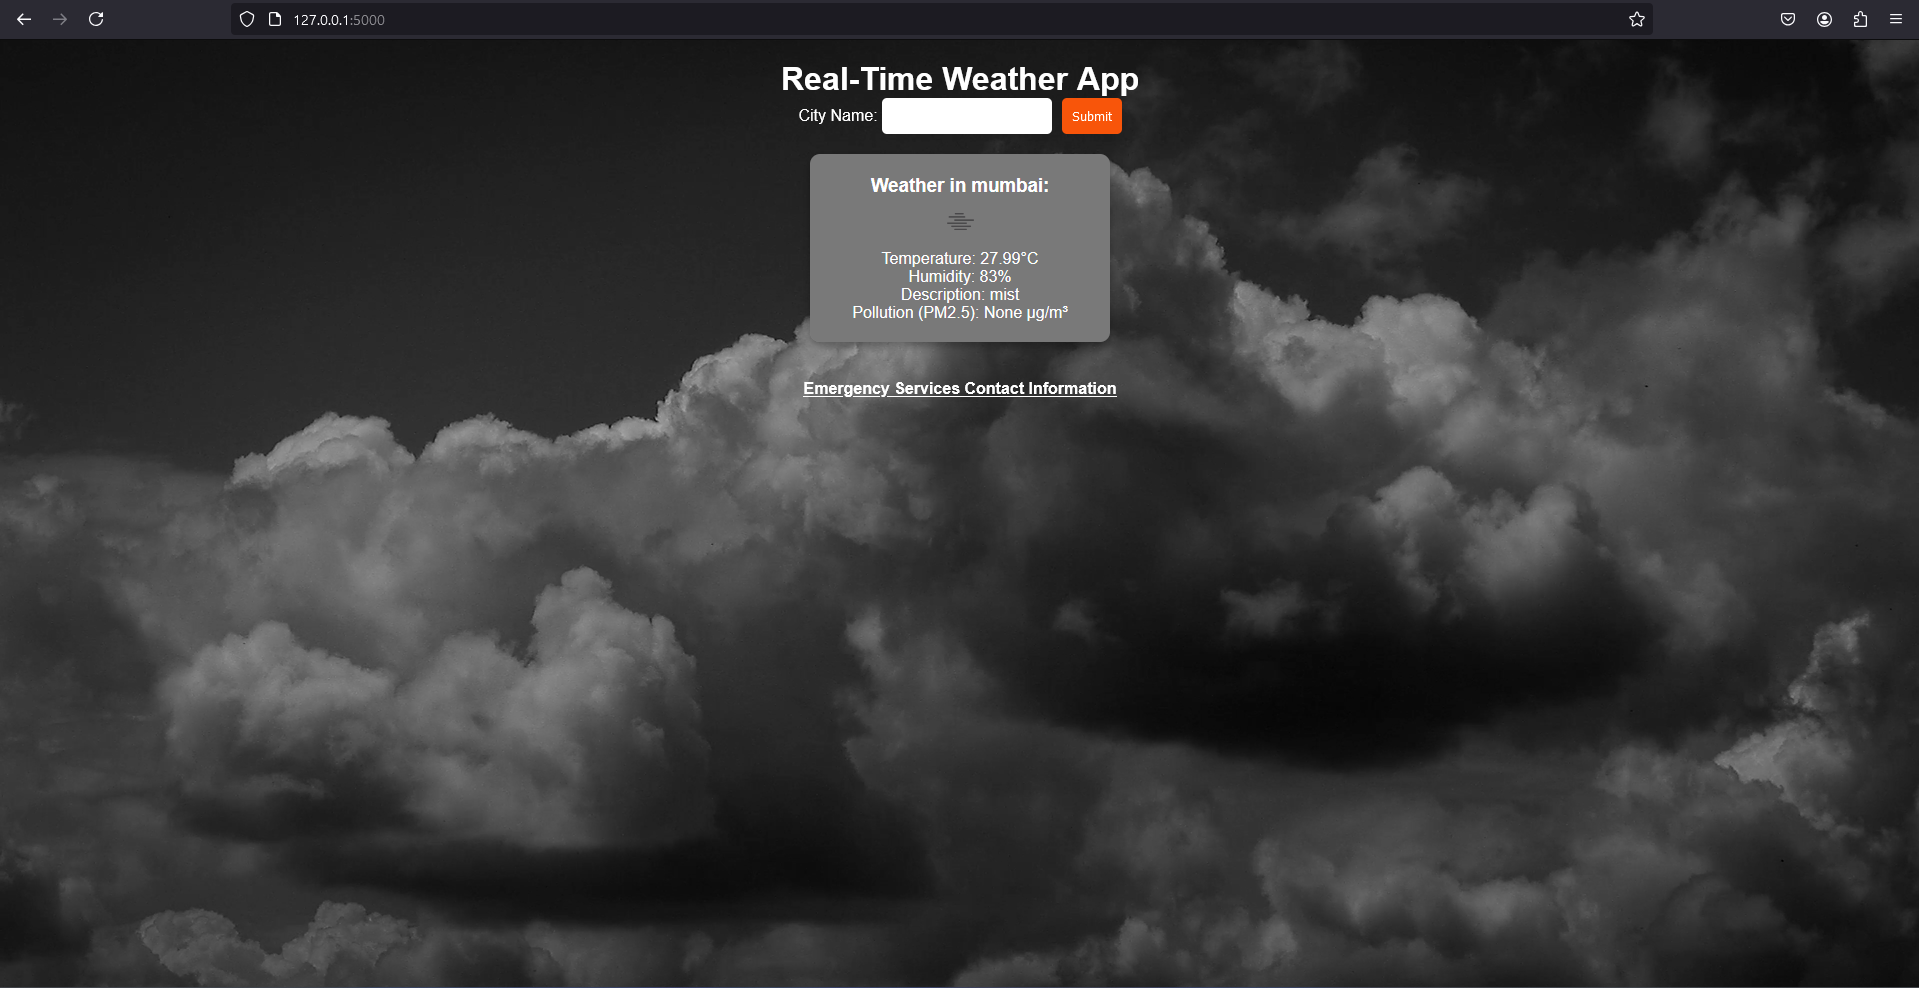 127.0.0.1:5000
Real-Time Weather App
City Name: Submit
Weather in mumbai:
Temperature: 27.99°C
Humidity: 83%
Description: mist
Pollution (PM2.5): None µg/m³
Emergency Services Contact Information